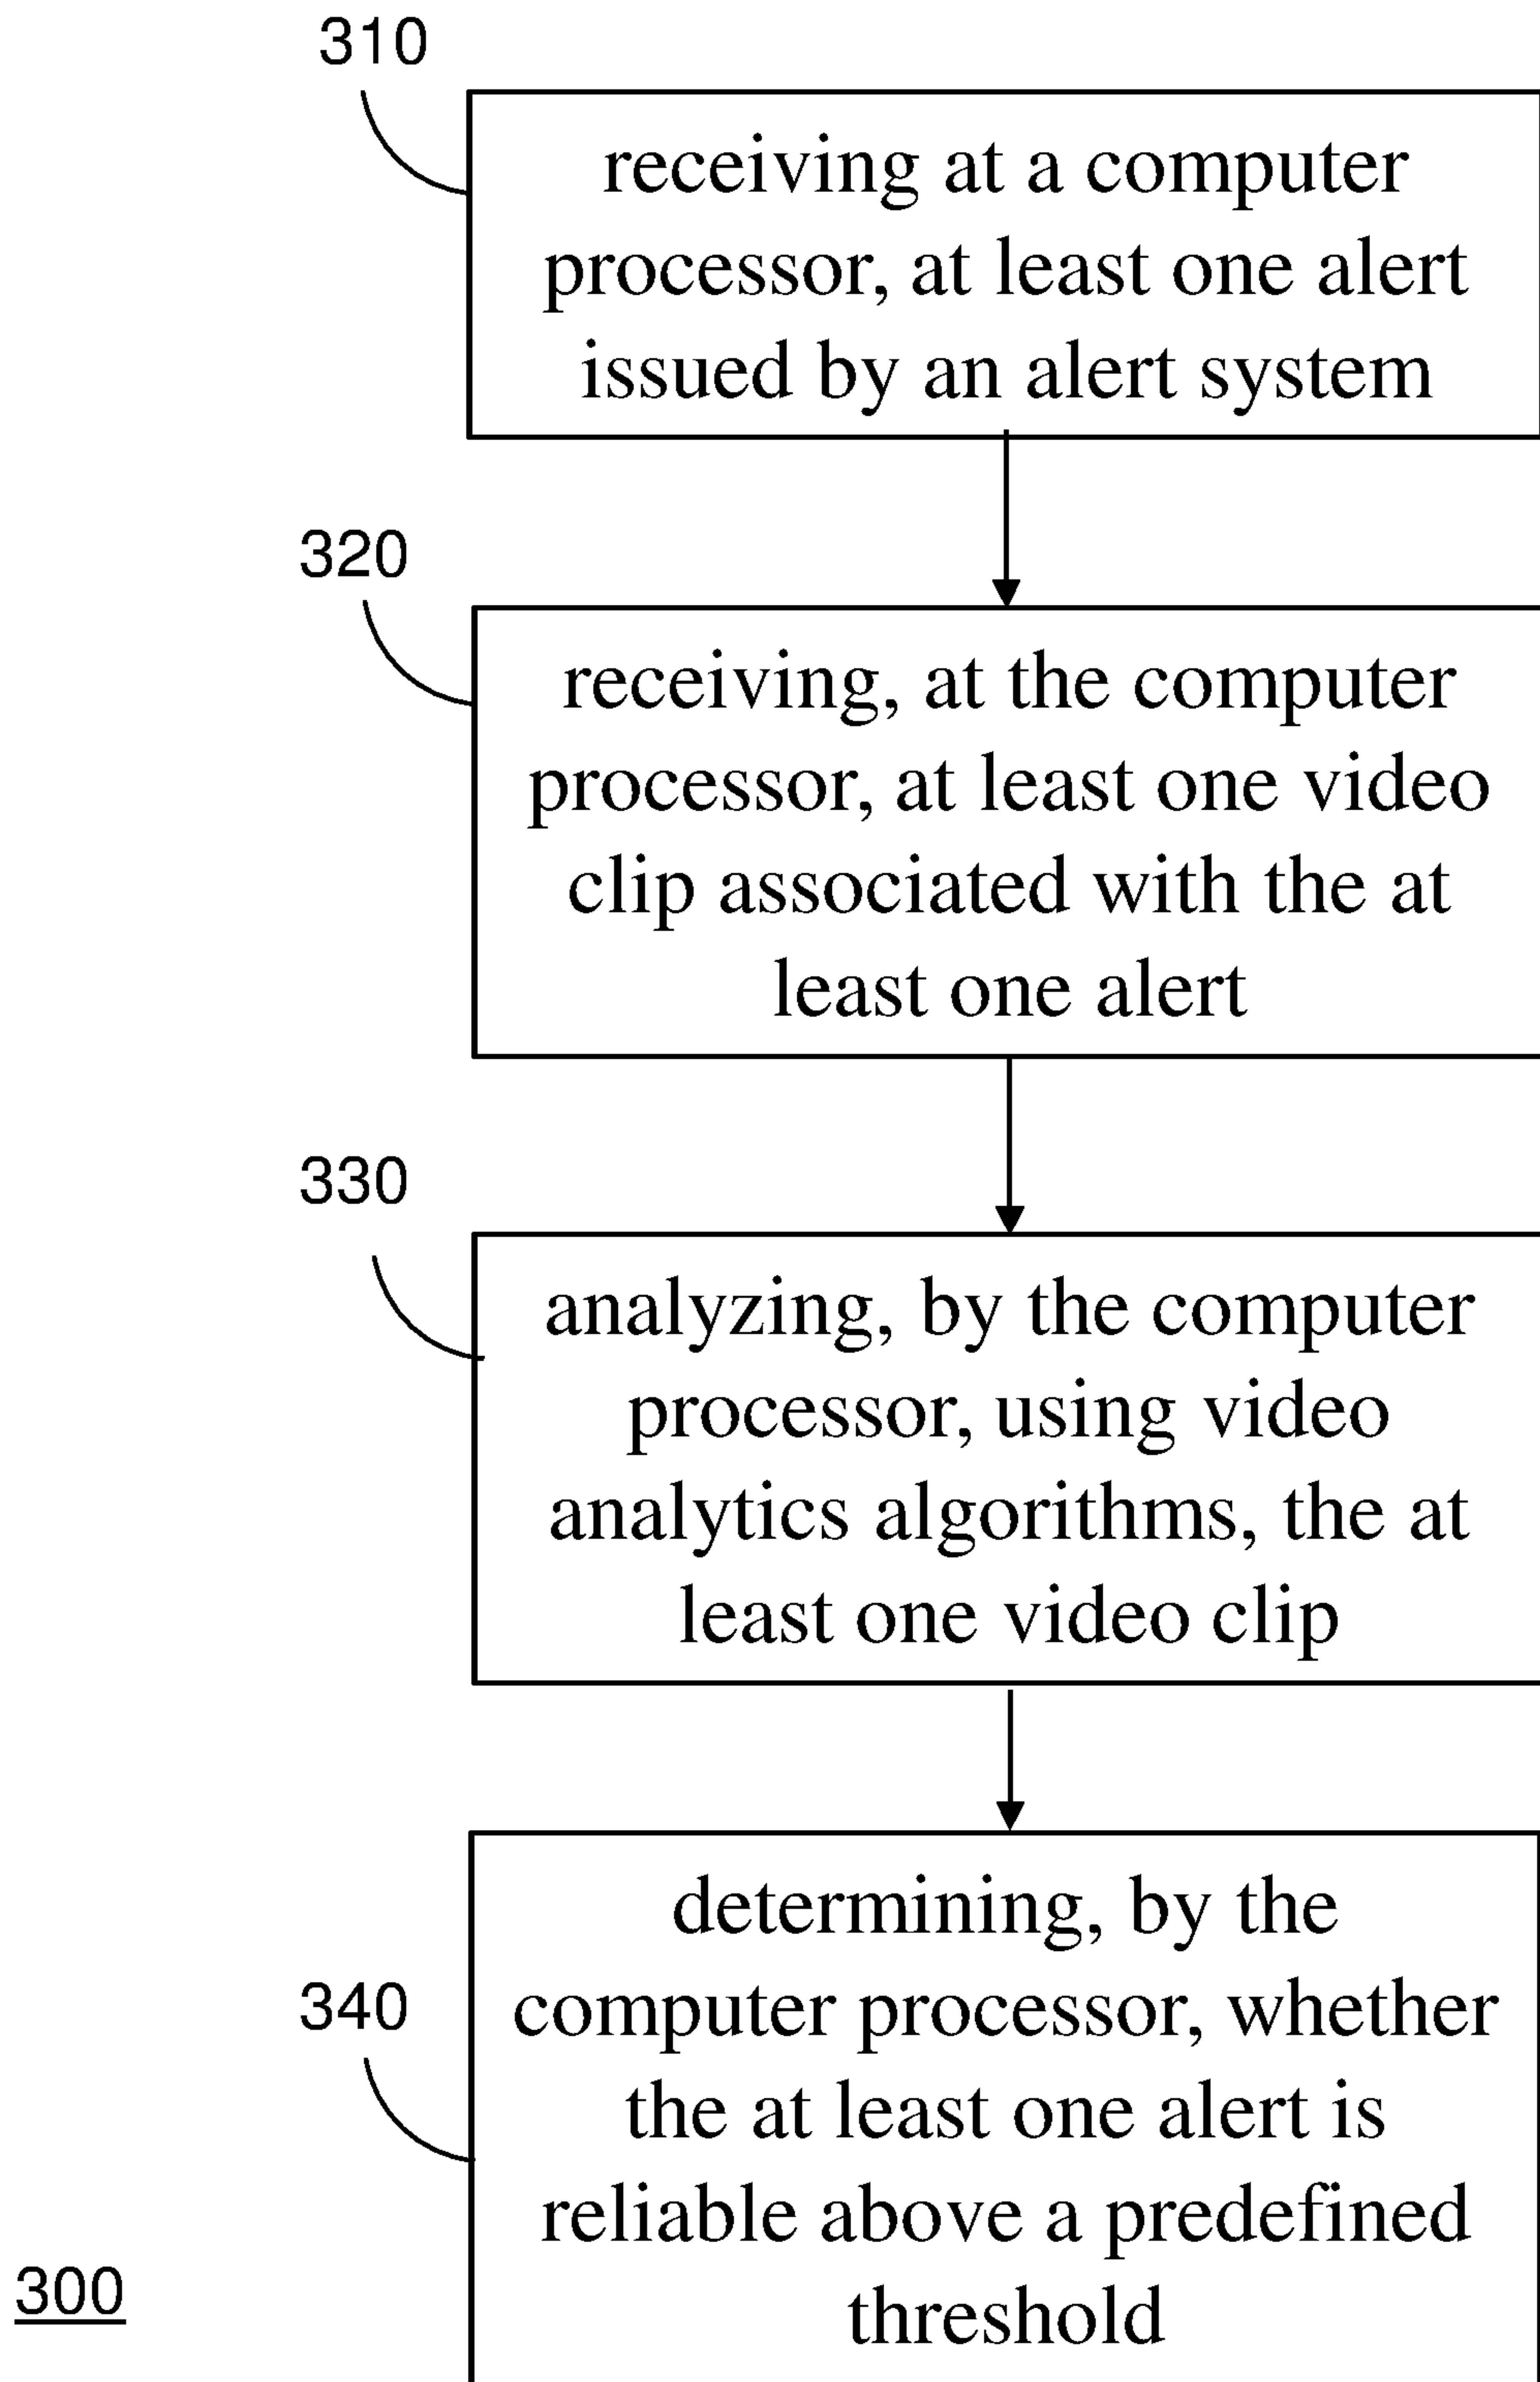 310
receiving at a computer
processor, at least one alert
issued by an alert system
320
receiving, at the computer
processor, at least one video
clip associated with the at
least one alert
330
analyzing, by the computer
processor, using video
analytics algorithms, the at
least one video clip
340
determining, by the
computer processor, whether
the at least one alert is
reliable above a predefined
threshold
300